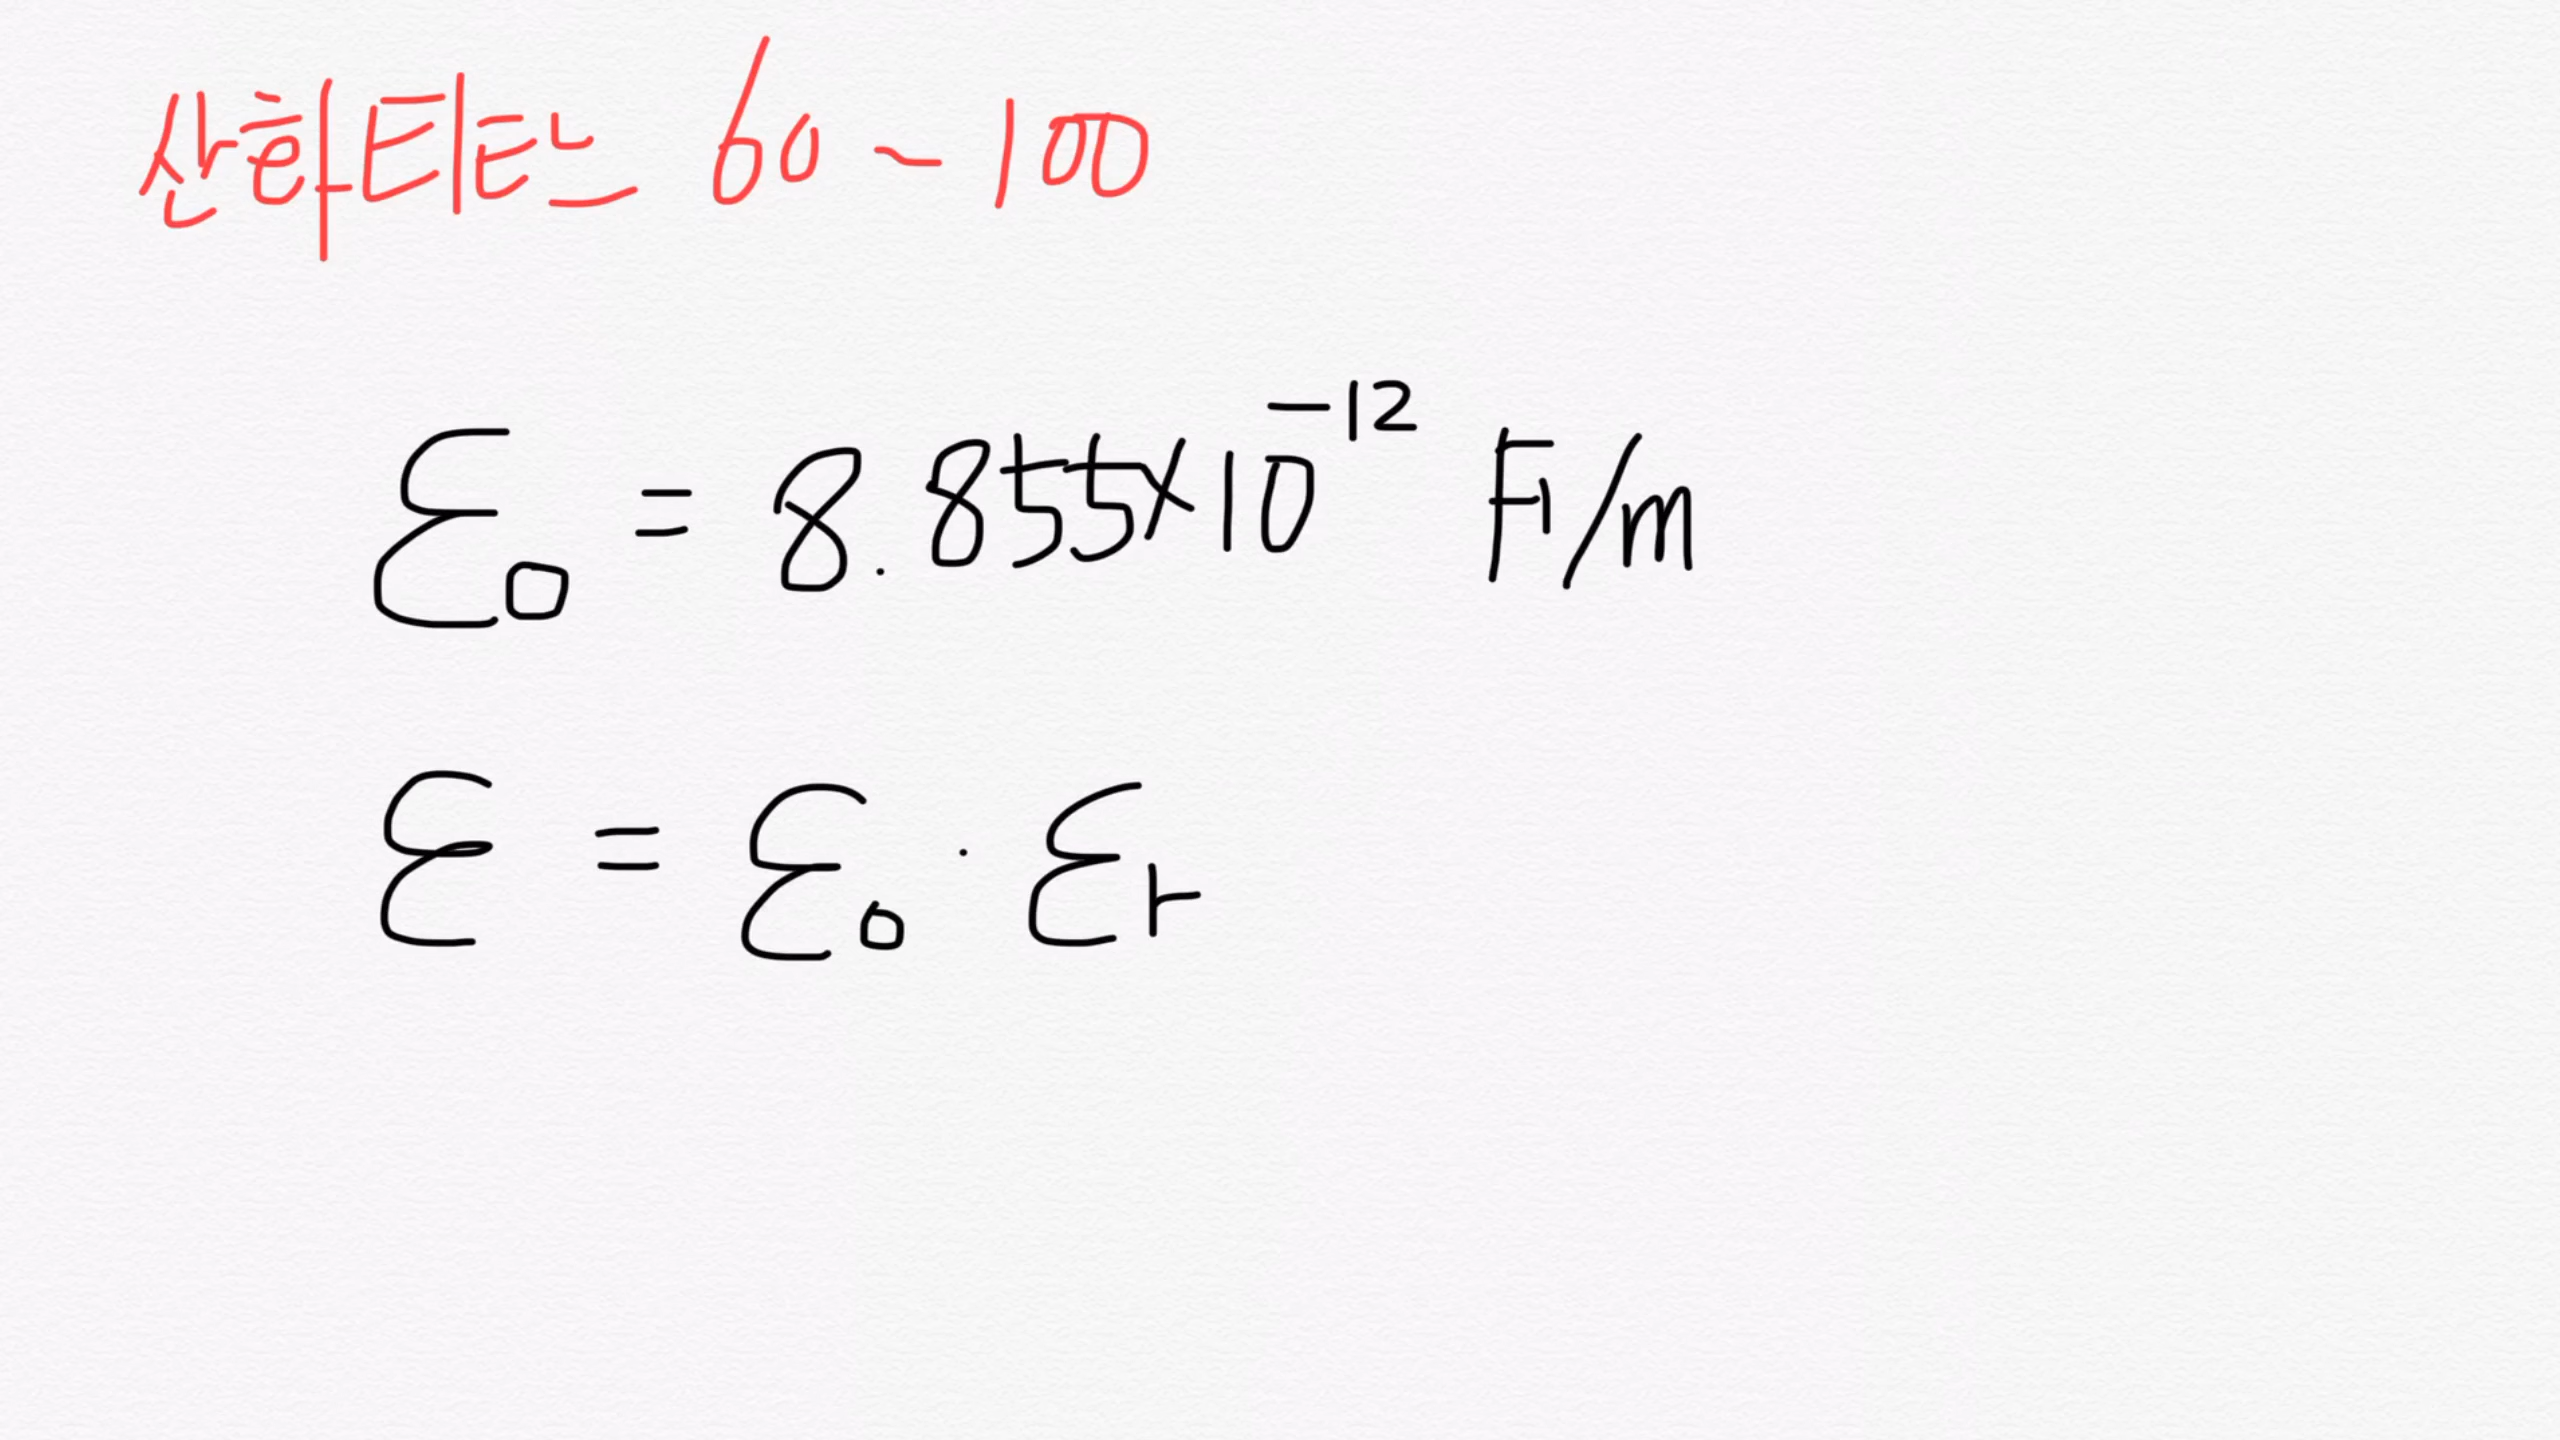 산화티탄 60~100
ε₀ = 8.855×10⁻¹² F/m
ε = ε₀ · εr